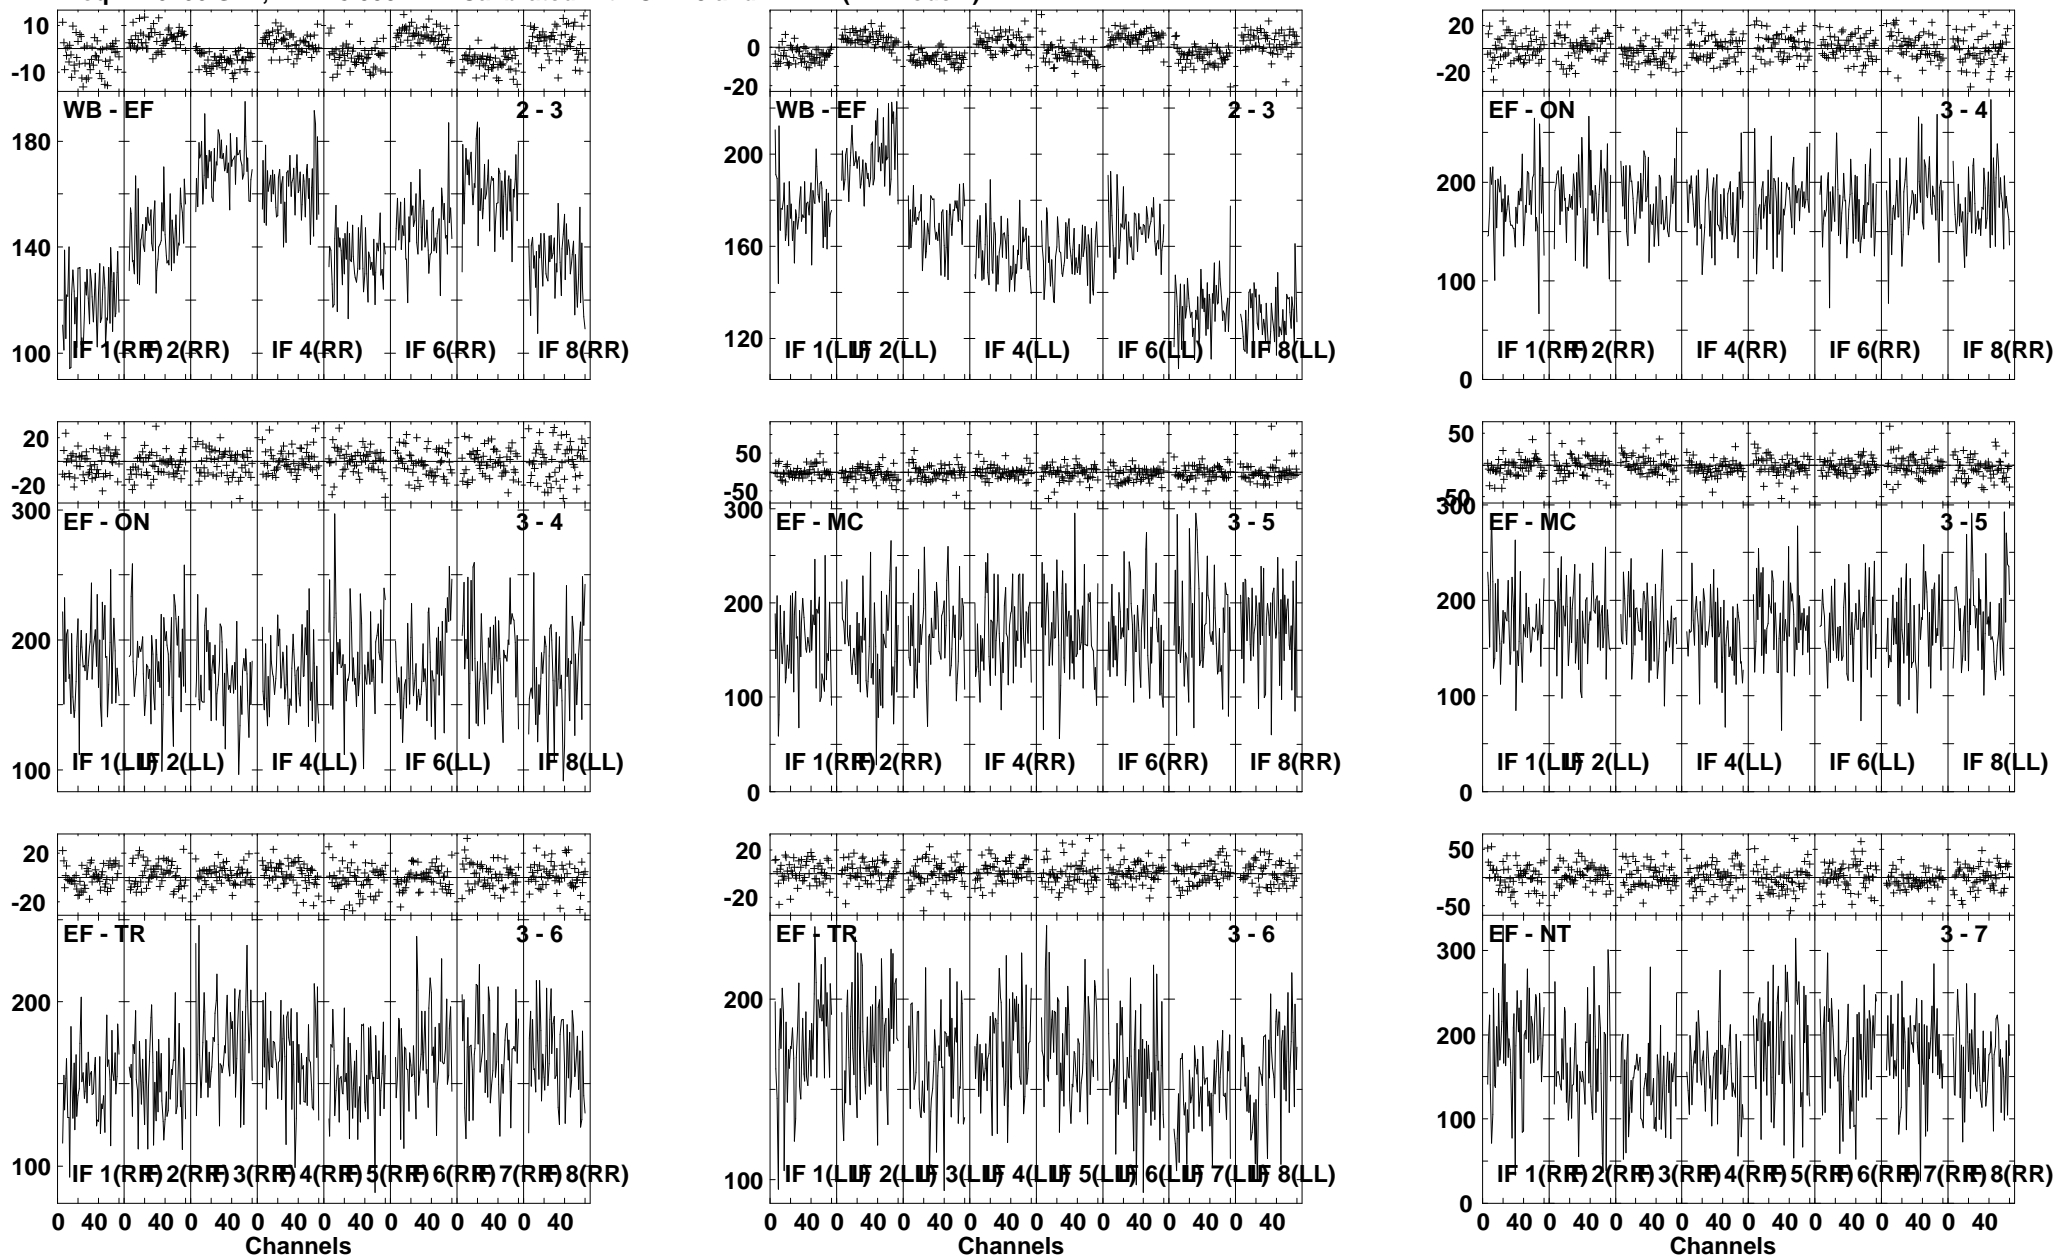 10
-10
WB - EF 2 - 3
180
140
100
IF 1(RR) IF 2(RR) IF 4(RR) IF 6(RR) IF 8(RR)
0
-20
WB - EF 2 - 3
200
160
120
IF 1(LL) IF 2(LL) IF 4(LL) IF 6(LL) IF 8(LL)
20
-20
EF - ON 3 - 4
200
100
0
IF 1(RR) IF 2(RR) IF 4(RR) IF 6(RR) IF 8(RR)
20
-20
300
EF - ON 3 - 4
200
100
IF 1(LL) IF 2(LL) IF 4(LL) IF 6(LL) IF 8(LL)
50
-50
300
EF - MC 3 - 5
200
100
0
IF 1(RR) IF 2(RR) IF 4(RR) IF 6(RR) IF 8(RR)
50
-50
300
EF - MC 3 - 5
200
100
0
IF 1(LL) IF 2(LL) IF 4(LL) IF 6(LL) IF 8(LL)
20
-20
EF - TR 3 - 6
200
100
IF 1(RR) IF 2(RR) IF 3(RR) IF 4(RR) IF 5(RR) IF 6(RR) IF 7(RR) IF 8(RR)
0 40 0 40 0 40 0 40 0 40 0 40 0 40 0 40
Channels
20
-20
EF - TR 3 - 6
200
100
IF 1(LL) IF 2(LL) IF 3(LL) IF 4(LL) IF 5(LL) IF 6(LL) IF 7(LL) IF 8(LL)
0 40 0 40 0 40 0 40 0 40 0 40 0 40 0 40
Channels
50
-50
EF - NT 3 - 7
300
200
100
0
IF 1(RR) IF 2(RR) IF 3(RR) IF 4(RR) IF 5(RR) IF 6(RR) IF 7(RR) IF 8(RR)
0 40 0 40 0 40 0 40 0 40 0 40 0 40 0 40
Channels